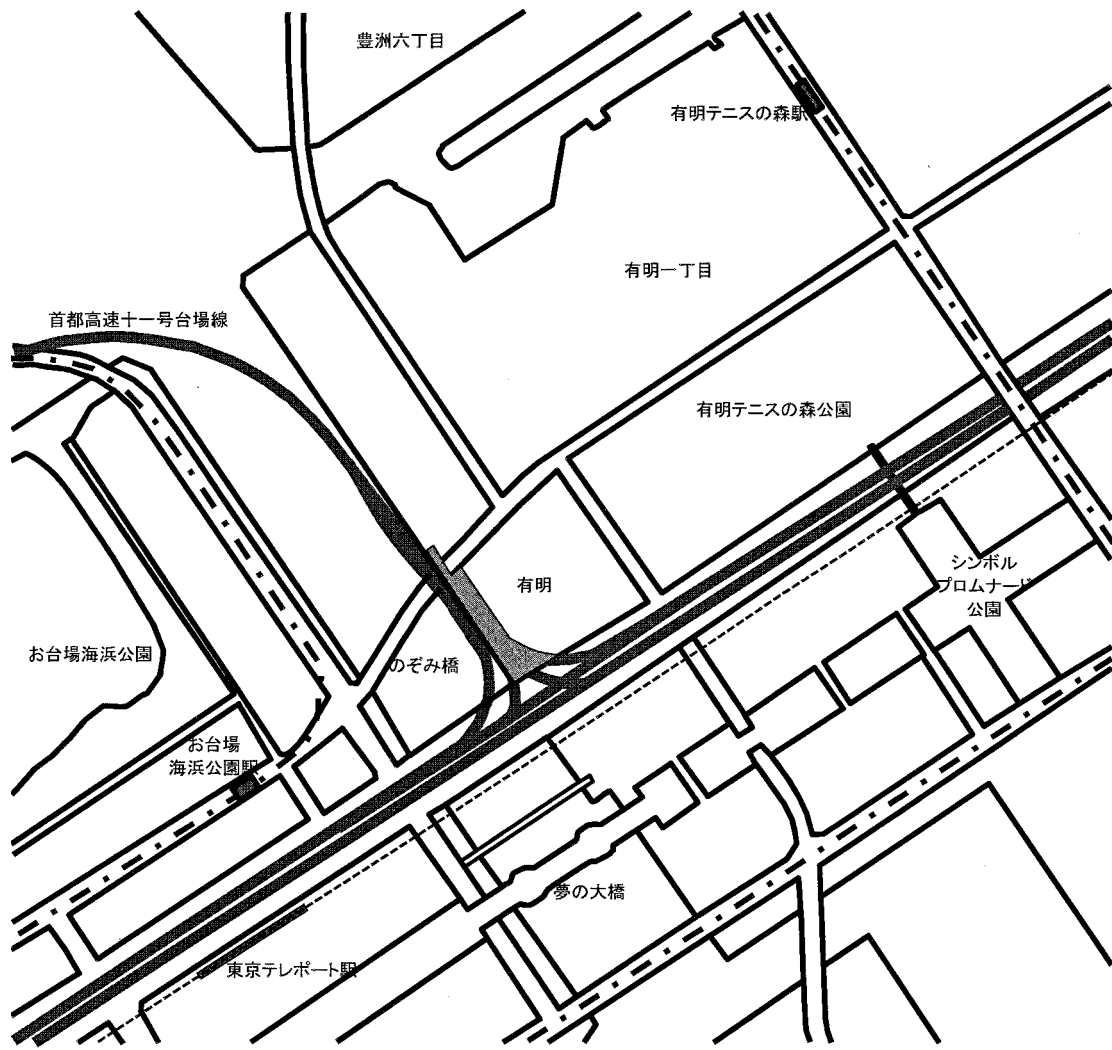 豊洲六丁目
有明テニスの森駅
有明一丁目
首都高速十一号台場線
有明テニスの森公園
シンボル
プロムナード
公園
有明
お台場海浜公園
のぞみ橋
お台場
海浜公園駅
夢の大橋
東京テレポート駅